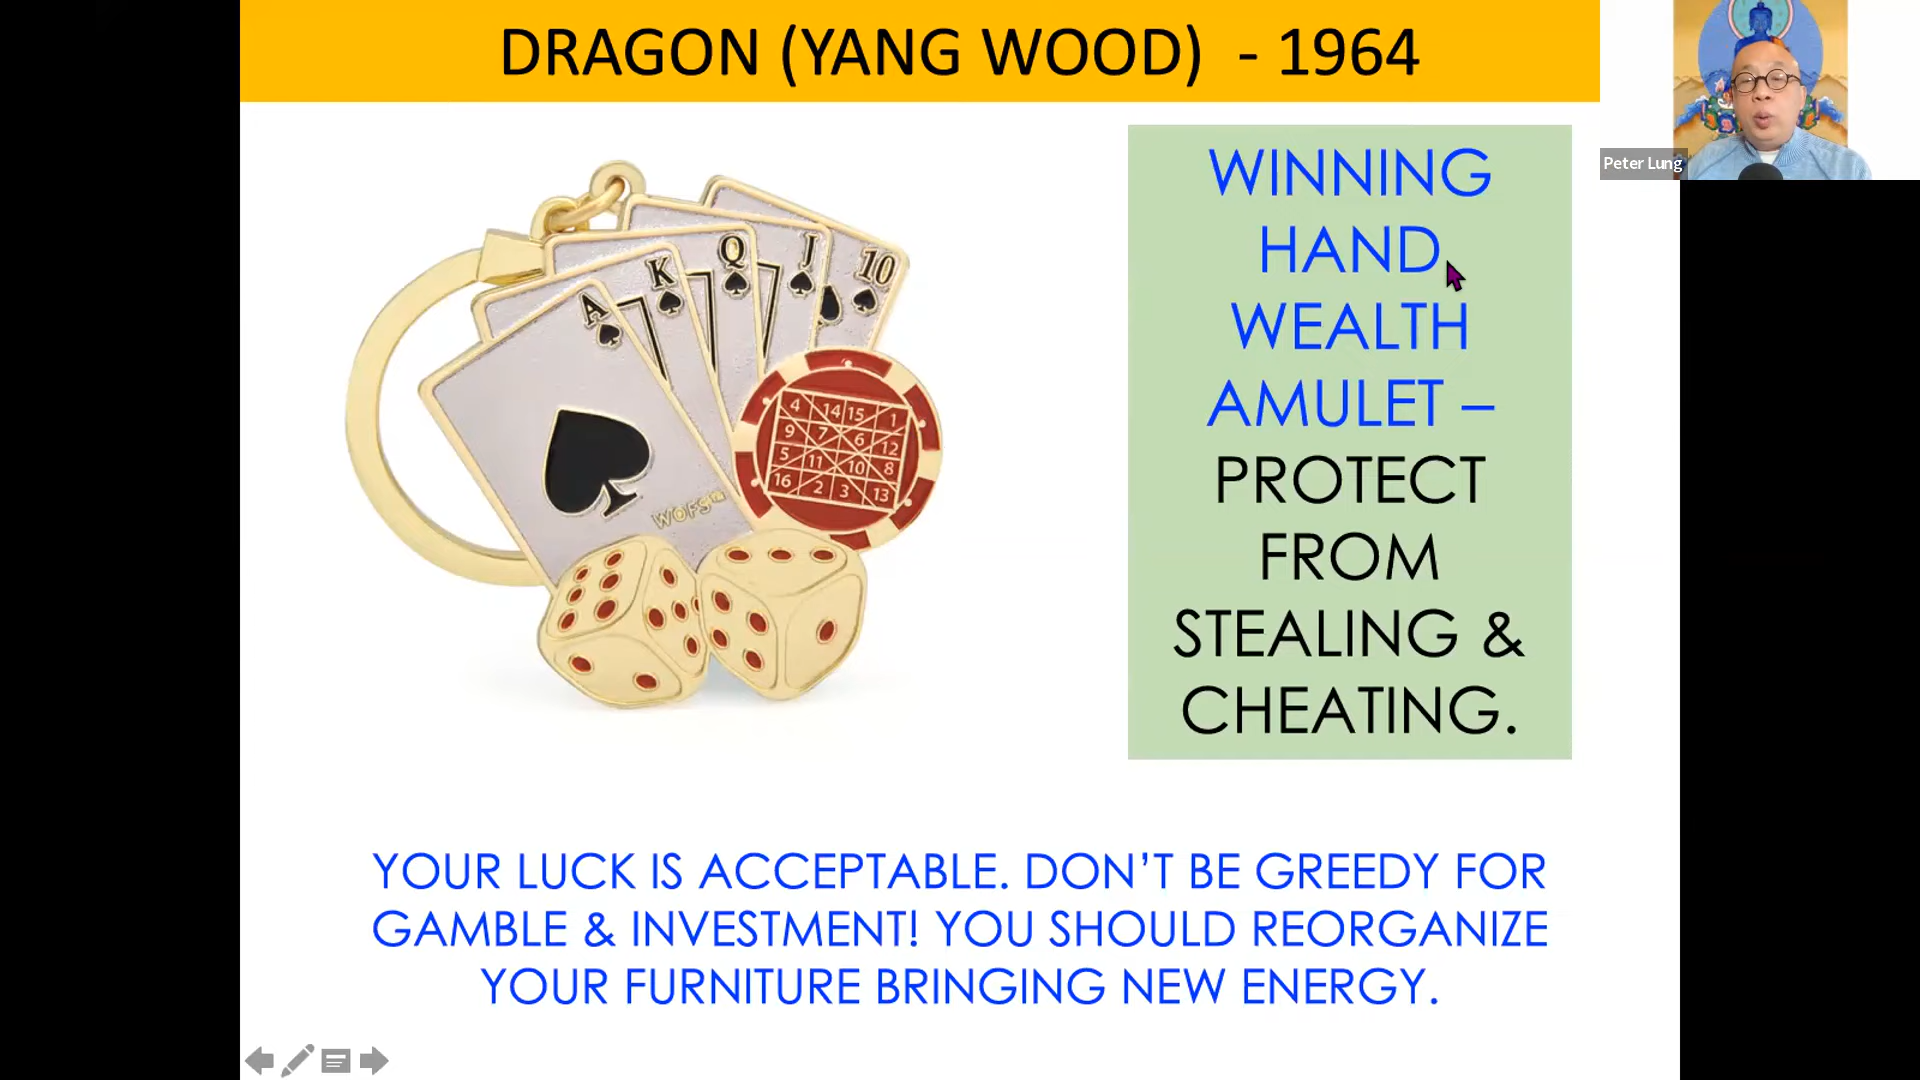 DRAGON (YANG WOOD) - 1964
Peter Lung
WINNING
HAND
WEALTH
AMULET –
PROTECT
FROM
STEALING &
CHEATING.
A
K
Q
J
10
WOFS™
4 14 15 1
9 7 6 12
5 11 10 8
16 2 3 13
YOUR LUCK IS ACCEPTABLE. DON’T BE GREEDY FOR
GAMBLE & INVESTMENT! YOU SHOULD REORGANIZE
YOUR FURNITURE BRINGING NEW ENERGY.